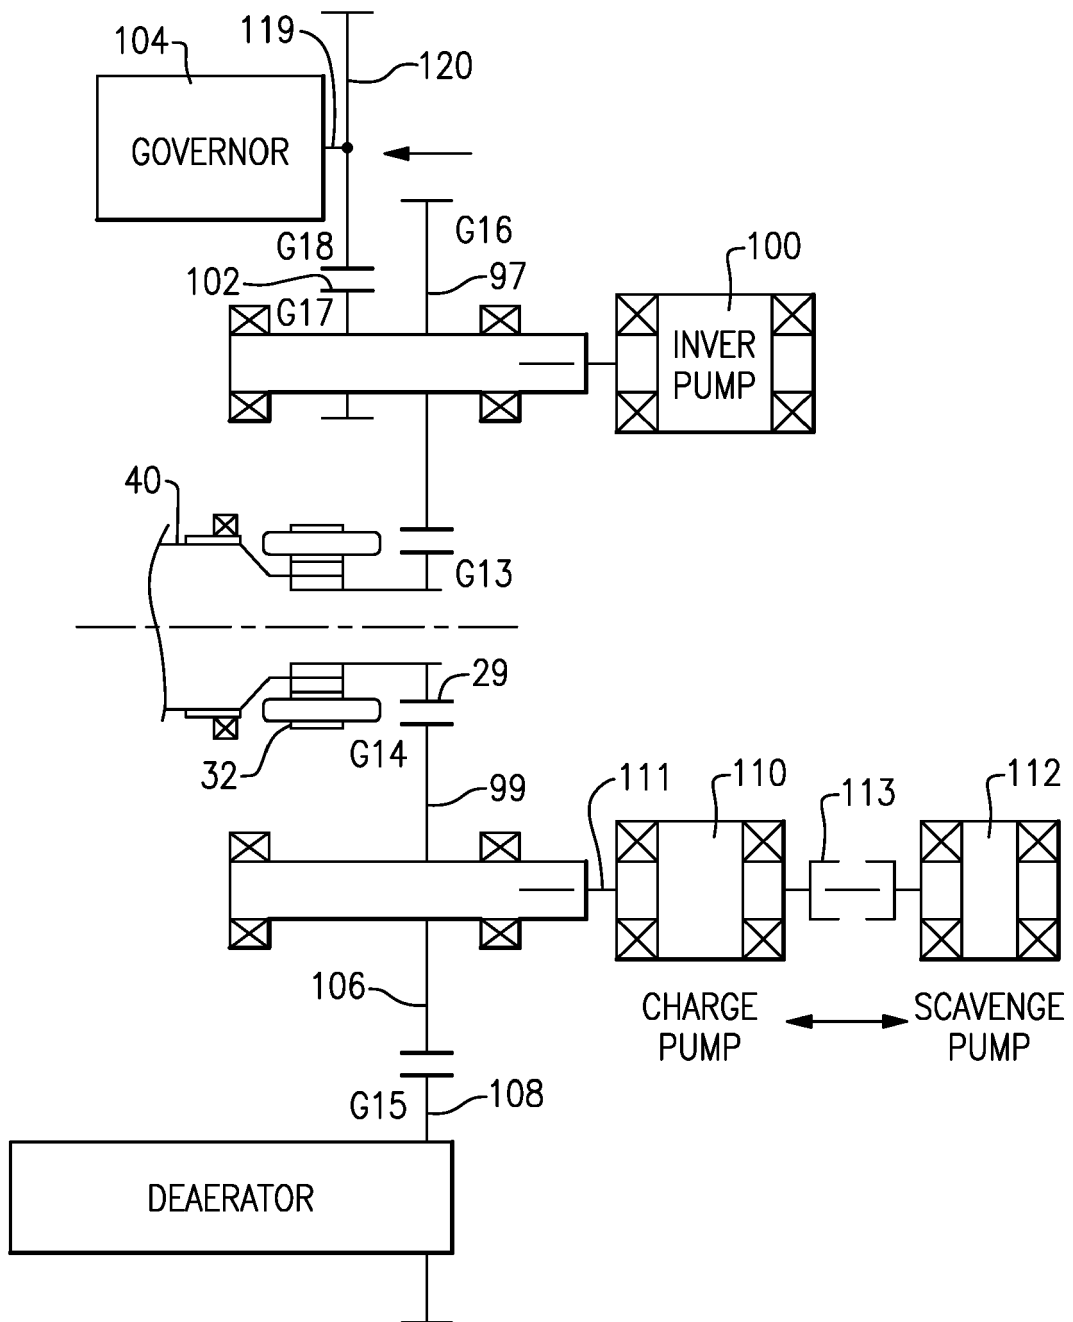 119
104
120
GOVERNOR
G16
G18
100
102
97
G17
INVER
PUMP
40
G13
29
G14
32
99
111
110
113
112
106
CHARGE
PUMP
SCAVENGE
PUMP
G15
108
DEAERATOR